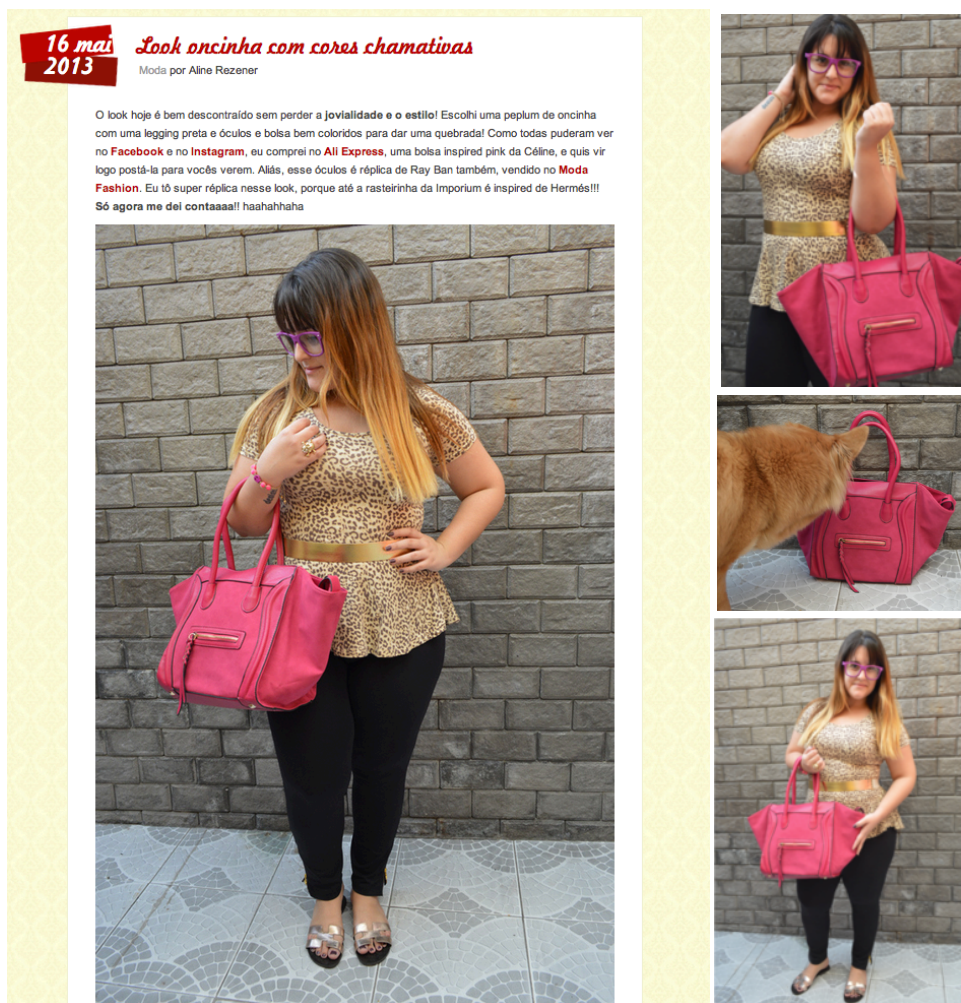 16 mai
2013
Look oncinha com cores chamativas
Moda por Aline Rezener
O look hoje é bem descontraído sem perder a jovialidade e o estilo! Escolhi uma peplum de oncinha
com uma legging preta e óculos e bolsa bem coloridos para dar uma quebrada! Como todas puderam ver
no Facebook e no Instagram, eu comprei no Ali Express, uma bolsa inspired pink da Céline, e quis vir
logo postá-la para vocês verem. Aliás, esse óculos é réplica de Ray Ban também, vendido no Moda
Fashion. Eu tô super réplica nesse look, porque até a rasteirinha da Imporium é inspired de Hermés!!!
Só agora me dei contaaaa!! haahahhaha